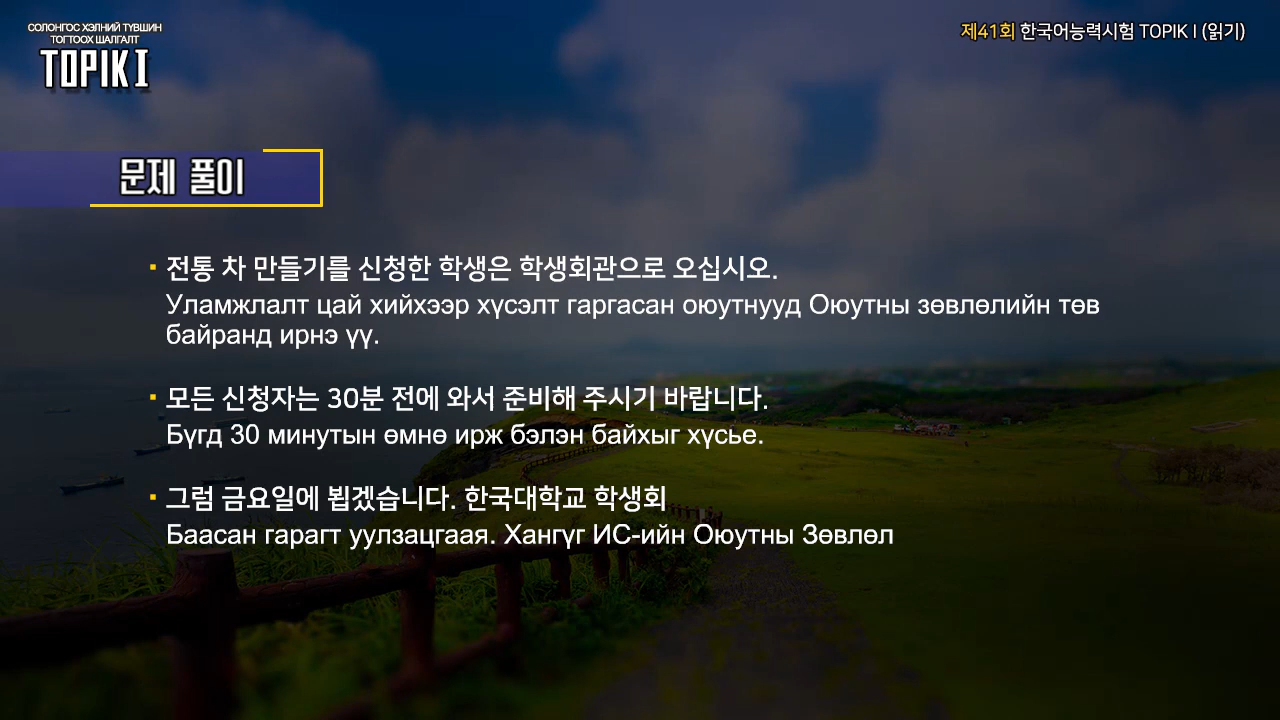 СОЛОНГОС ХЭЛНИЙ ТҮВШИН
ТОГТООХ ШАЛГАЛТ
TOPIK I
제41회 한국어능력시험 TOPIK I (읽기)
문제 풀이
· 전통 차 만들기를 신청한 학생은 학생회관으로 오십시오.
Уламжлалт цай хийхээр хүсэлт гаргасан оюутнууд Оюутны зөвлөлийн төв
байранд ирнэ үү.
· 모든 신청자는 30분 전에 와서 준비해 주시기 바랍니다.
Бүгд 30 минутын өмнө ирж бэлэн байхыг хүсье.
· 그럼 금요일에 뵙겠습니다. 한국대학교 학생회
Баасан гарагт уулзацгаая. Хангүг ИС-ийн Оюутны Зөвлөл